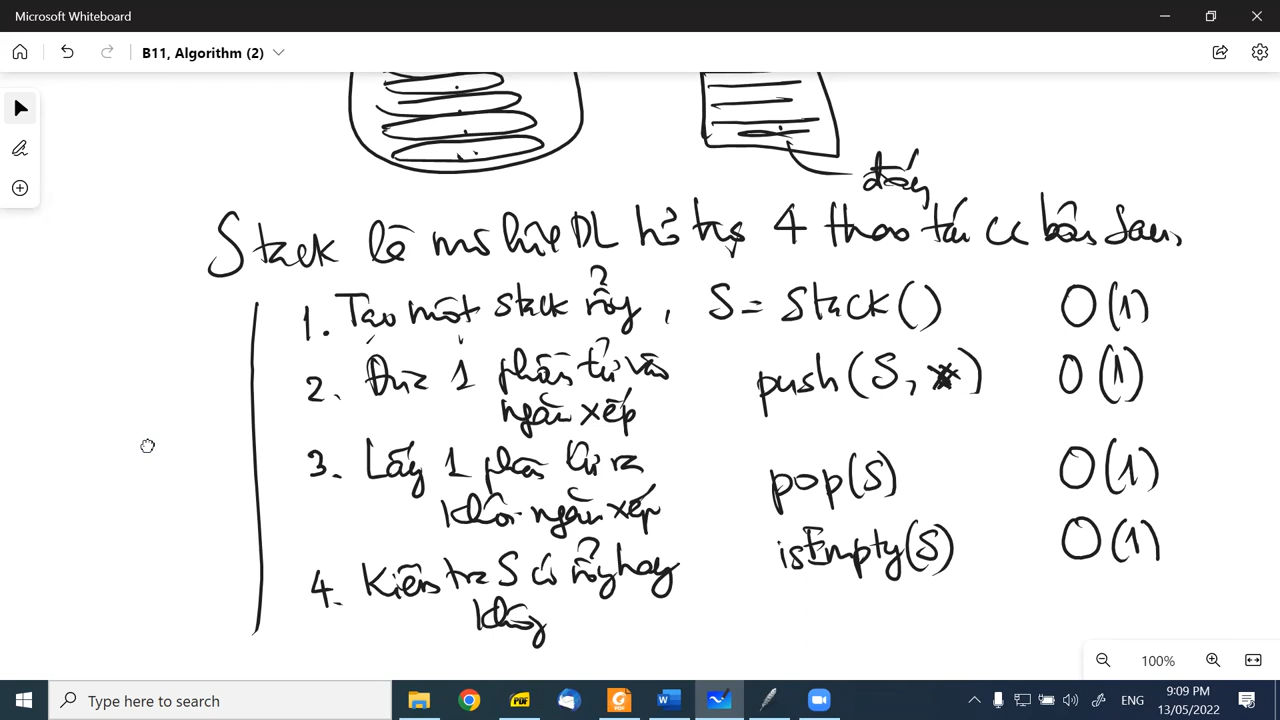 Microsoft Whiteboard
B11, Algorithm (2)
đáy
Stack là mô hình DL hỗ trợ 4 thao tác cơ bản sau,
1. Tạo một stack rỗng, S = Stack() O(1)
2. Đưa 1 phần tử vào push(S, x) O(1)
ngăn xếp
3. Lấy 1 phần tử ra pop(S) O(1)
khỏi ngăn xếp
4. Kiểm tra S có rỗng hay isEmpty(S) O(1)
không
100%
Type here to search
ENG
9:09 PM
13/05/2022